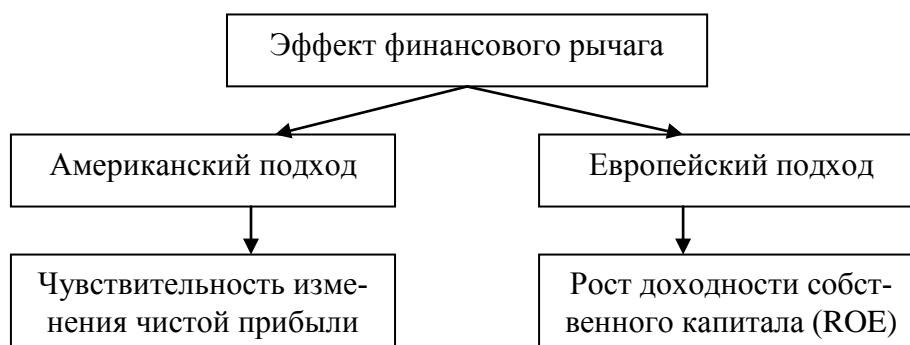 Эффект финансового рычага
Американский подход
Европейский подход
Чувствительность изме-
нения чистой прибыли
Рост доходности собст-
венного капитала (ROE)